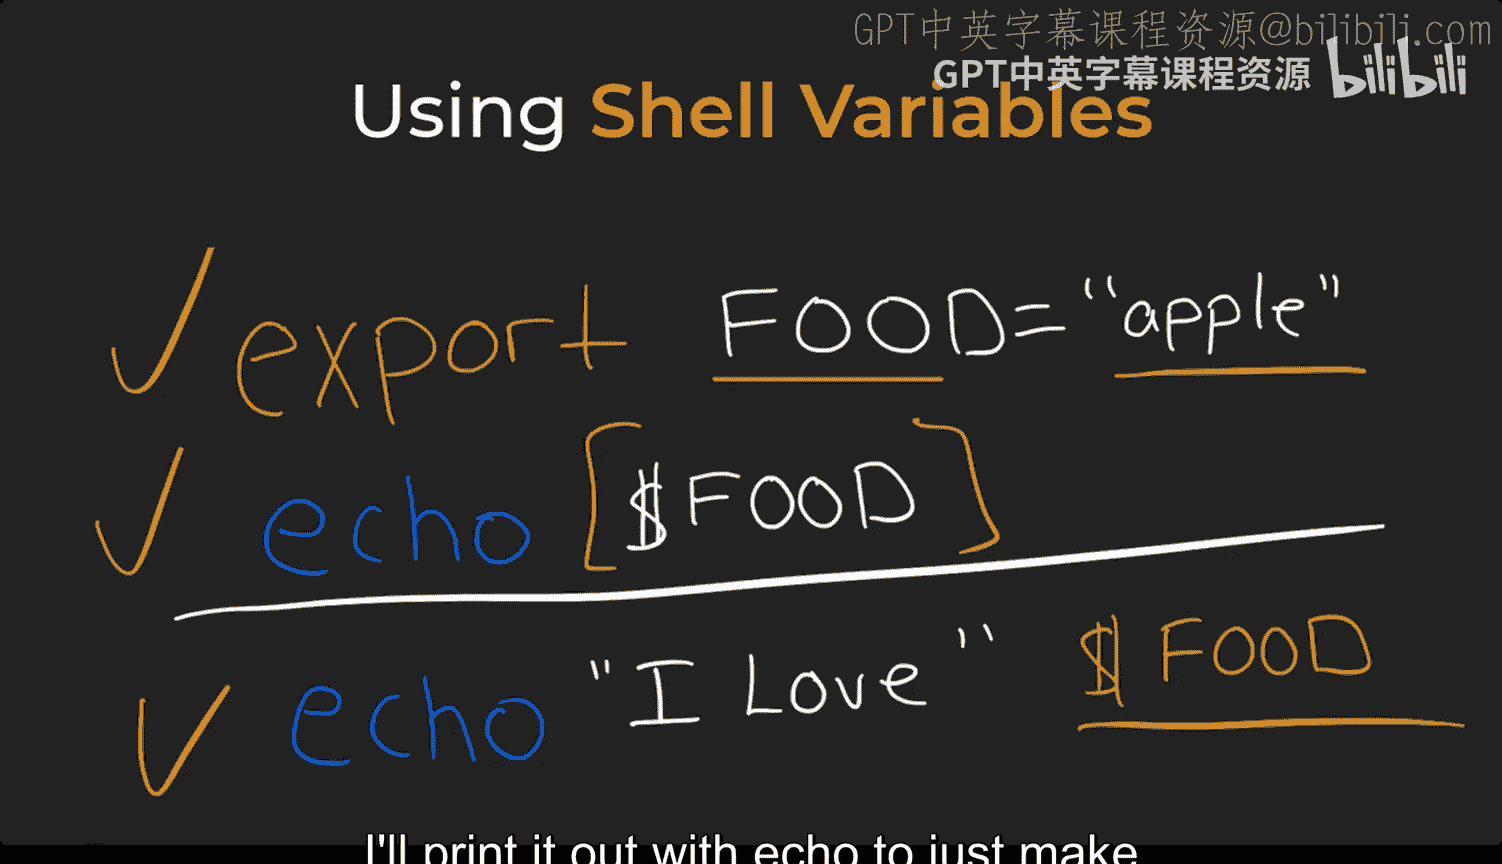 GPT中英字幕课程资源@bilibili.com
GPT中英字幕课程资源 bilibili
Using Shell Variables
export FOOD="apple"
echo [$FOOD]
echo "I Love" $FOOD
I'll print it out with echo to just make